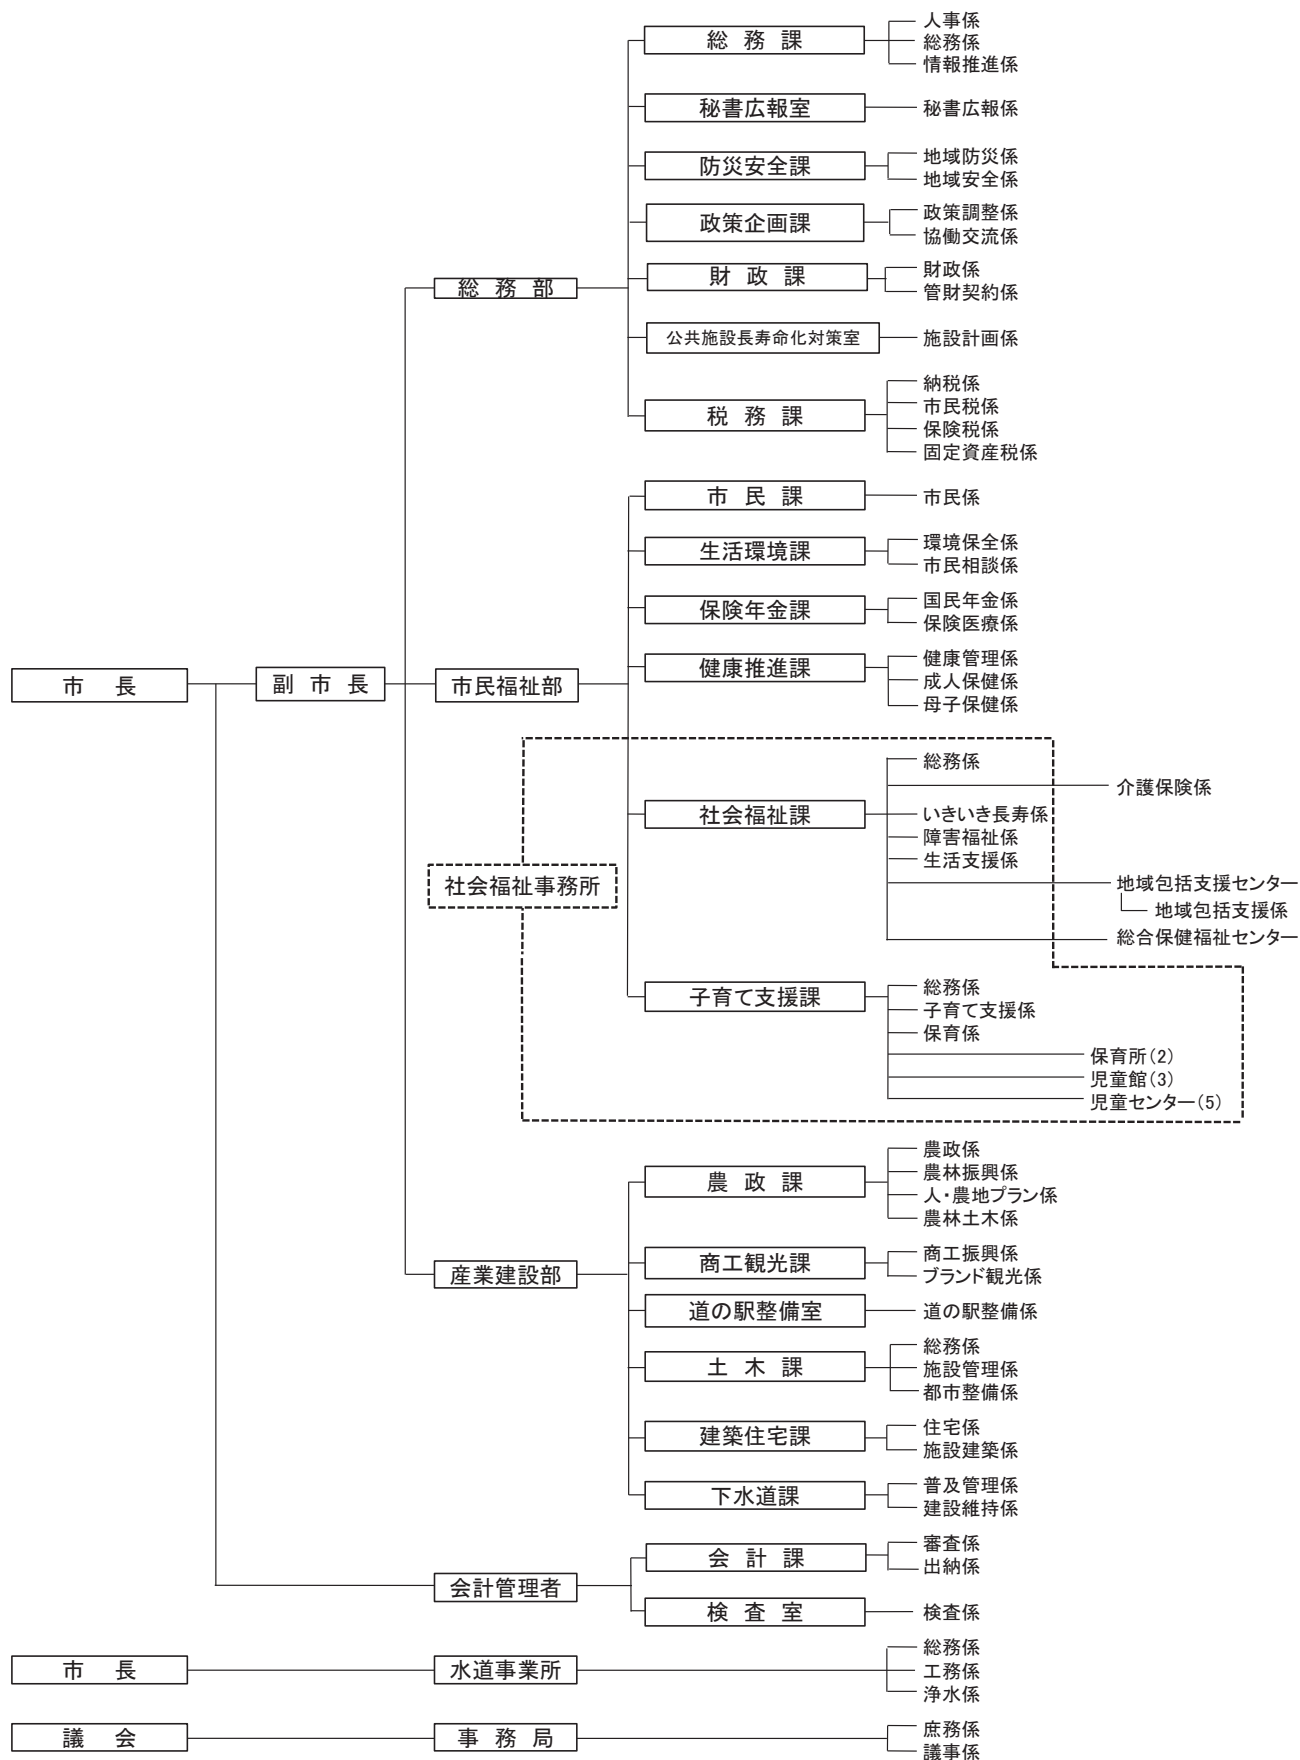 市長
副市長
総務部
総務課
人事係
総務係
情報推進係
秘書広報室
秘書広報係
防災安全課
地域防災係
地域安全係
政策企画課
政策調整係
協働交流係
財政課
財政係
管財契約係
公共施設長寿命化対策室
施設計画係
税務課
納税係
市民税係
保険税係
固定資産税係
市民福祉部
市民課
市民係
生活環境課
環境保全係
市民相談係
保険年金課
国民年金係
保険医療係
健康推進課
健康管理係
成人保健係
母子保健係
社会福祉事務所
社会福祉課
総務係
介護保険係
いきいき長寿係
障害福祉係
生活支援係
地域包括支援センター
地域包括支援係
総合保健福祉センター
子育て支援課
総務係
子育て支援係
保育係
保育所(2)
児童館(3)
児童センター(5)
産業建設部
農政課
農政係
農林振興係
人・農地プラン係
農林土木係
商工観光課
商工振興係
ブランド観光係
道の駅整備室
道の駅整備係
土木課
総務係
施設管理係
都市整備係
建築住宅課
住宅係
施設建築係
下水道課
普及管理係
建設維持係
会計管理者
会計課
審査係
出納係
検査室
検査係
市長
水道事業所
総務係
工務係
浄水係
議会
事務局
庶務係
議事係